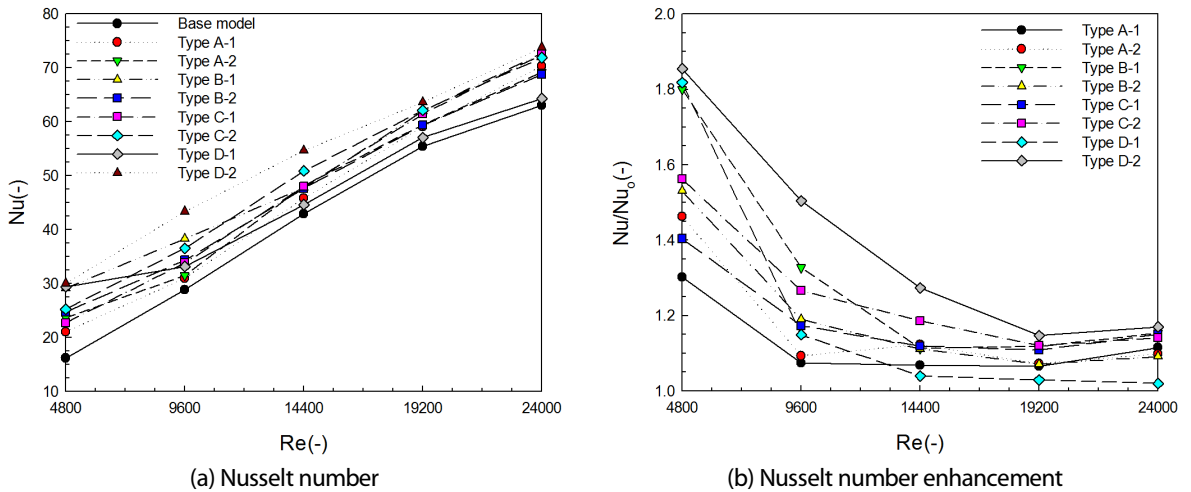 80
70
60
50
40
30
20
10
Nu(-)
Base model
Type A-1
Type A-2
Type B-1
Type B-2
Type C-1
Type C-2
Type D-1
Type D-2
4800 9600 14400 19200 24000
Re(-)
(a) Nusselt number
2.0
1.8
1.6
1.4
1.2
1.0
Nu/Nuo(-)
Type A-1
Type A-2
Type B-1
Type B-2
Type C-1
Type C-2
Type D-1
Type D-2
4800 9600 14400 19200 24000
Re(-)
(b) Nusselt number enhancement